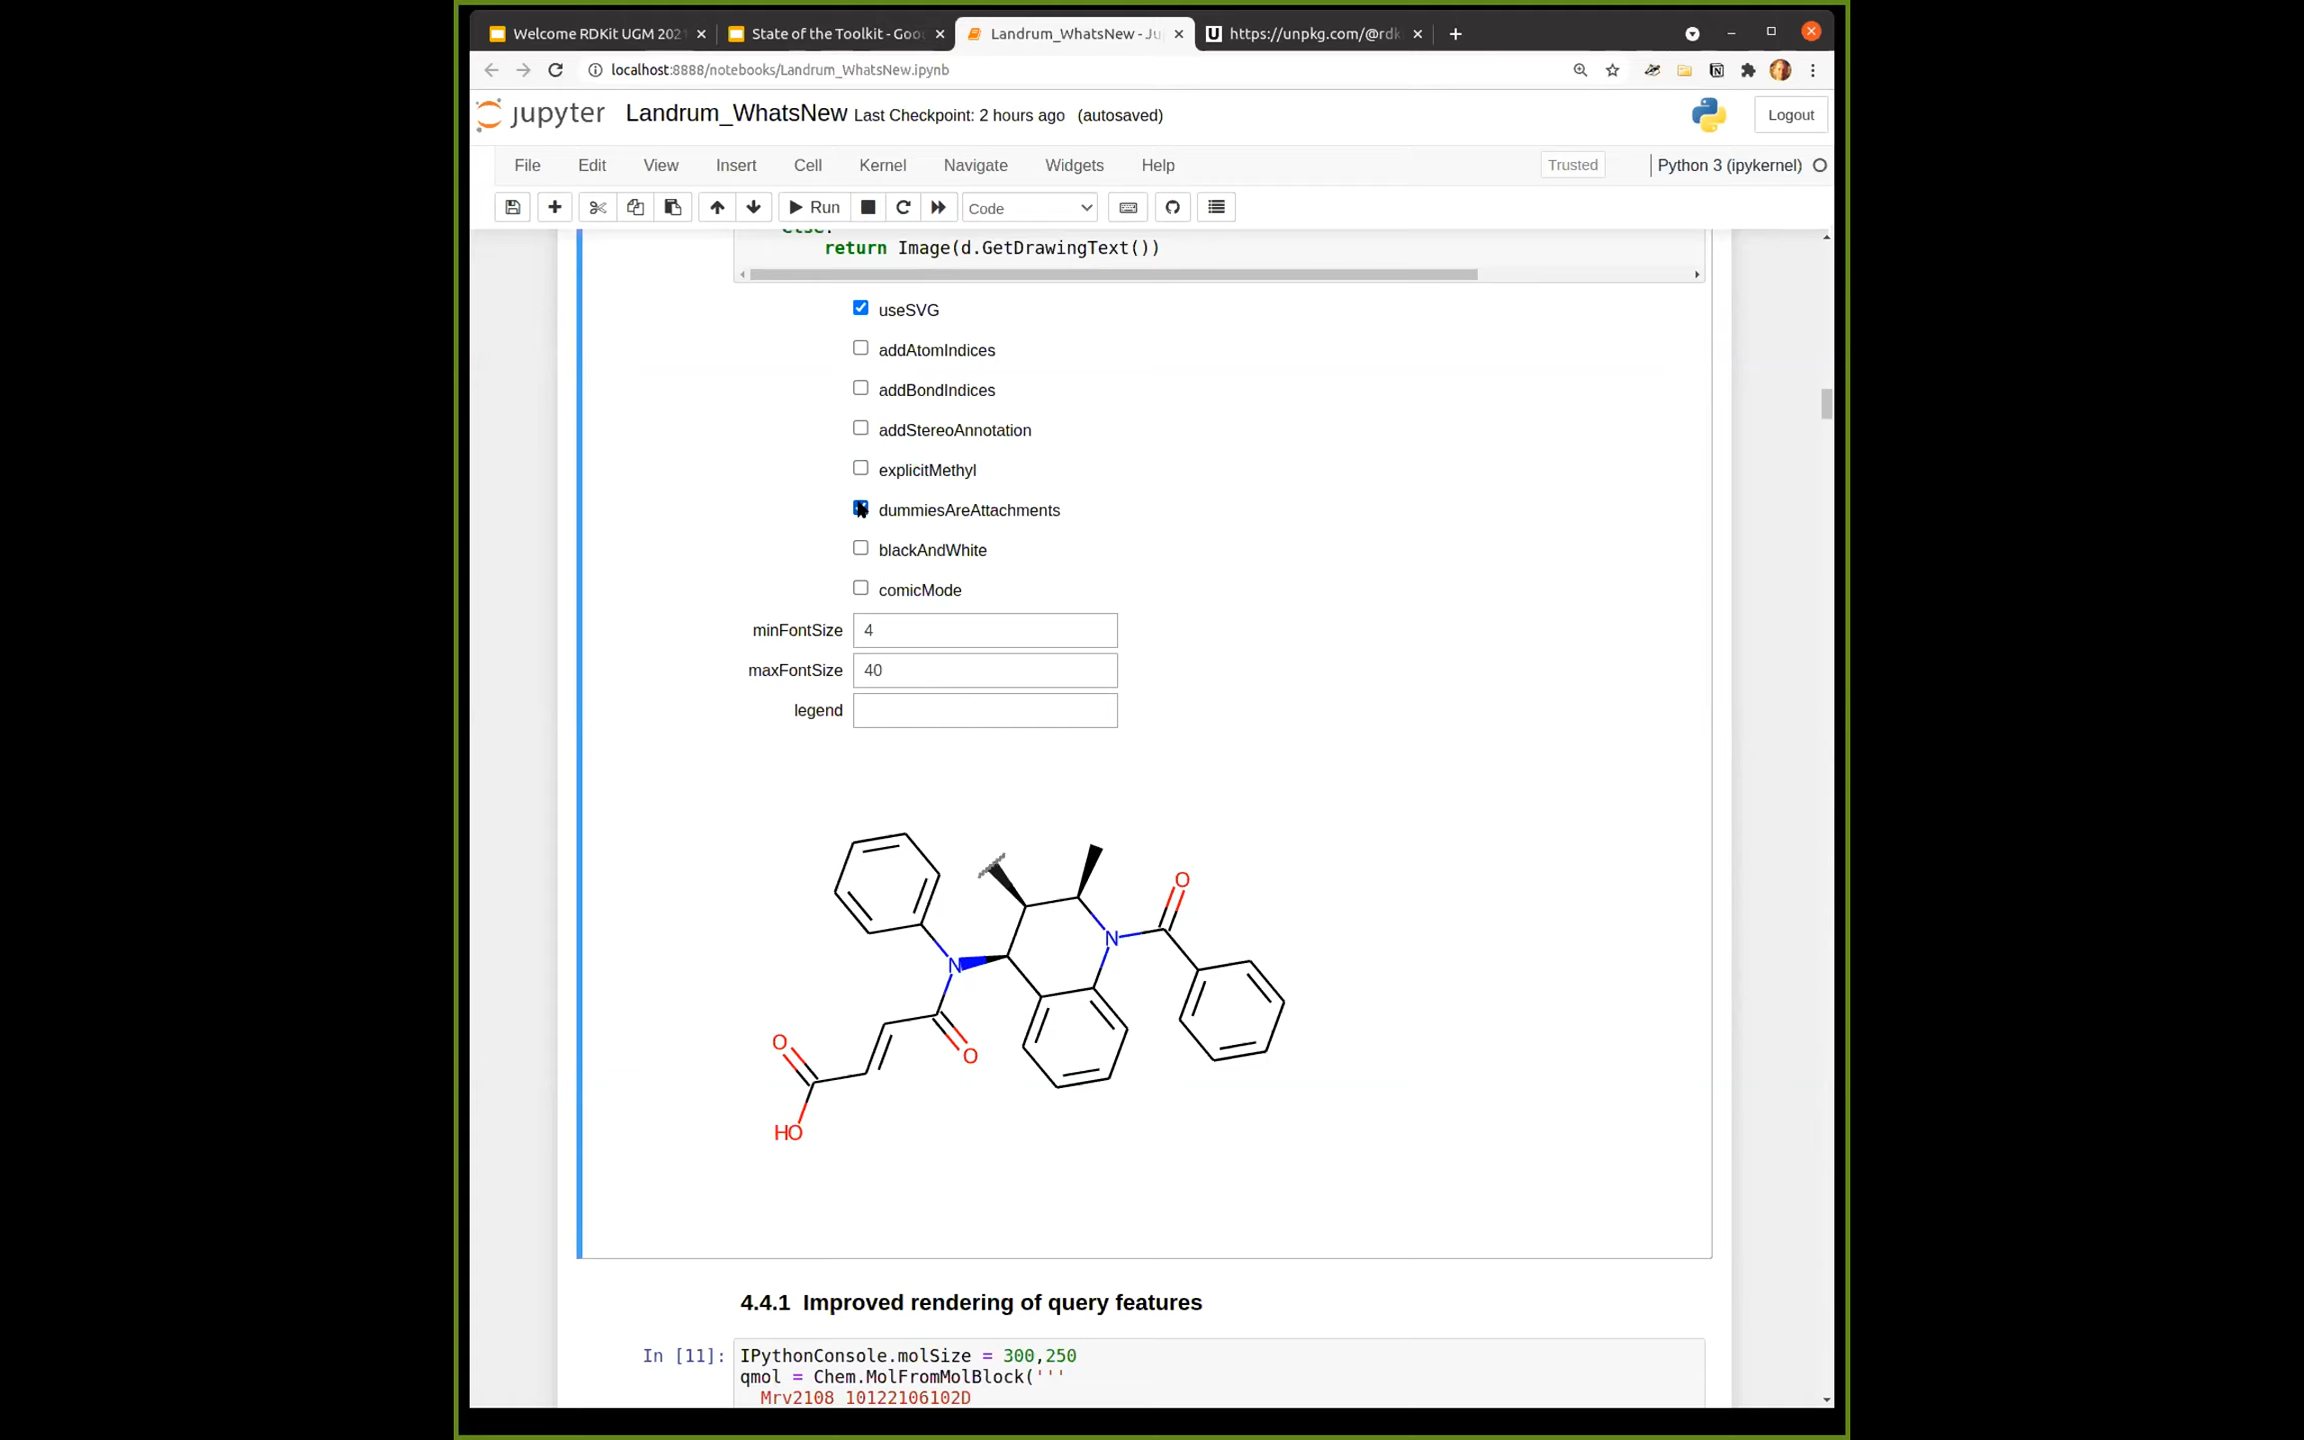 Welcome RDKit UGM 202
State of the Toolkit - Goo
Landrum_WhatsNew - Ju
https://unpkg.com/@rdk
localhost:8888/notebooks/Landrum_WhatsNew.ipynb
jupyter Landrum_WhatsNew Last Checkpoint: 2 hours ago (autosaved)
Logout
File Edit View Insert Cell Kernel Navigate Widgets Help
Trusted
Python 3 (ipykernel)
Run
Code
else:
return Image(d.GetDrawingText())
useSVG
addAtomIndices
addBondIndices
addStereoAnnotation
explicitMethyl
dummiesAreAttachments
blackAndWhite
comicMode
minFontSize 4
maxFontSize 40
legend
O
N
N
O
O
HO
4.4.1 Improved rendering of query features
In [11]: IPythonConsole.molSize = 300,250
qmol = Chem.MolFromMolBlock('''
Mrv2108 10122106102D